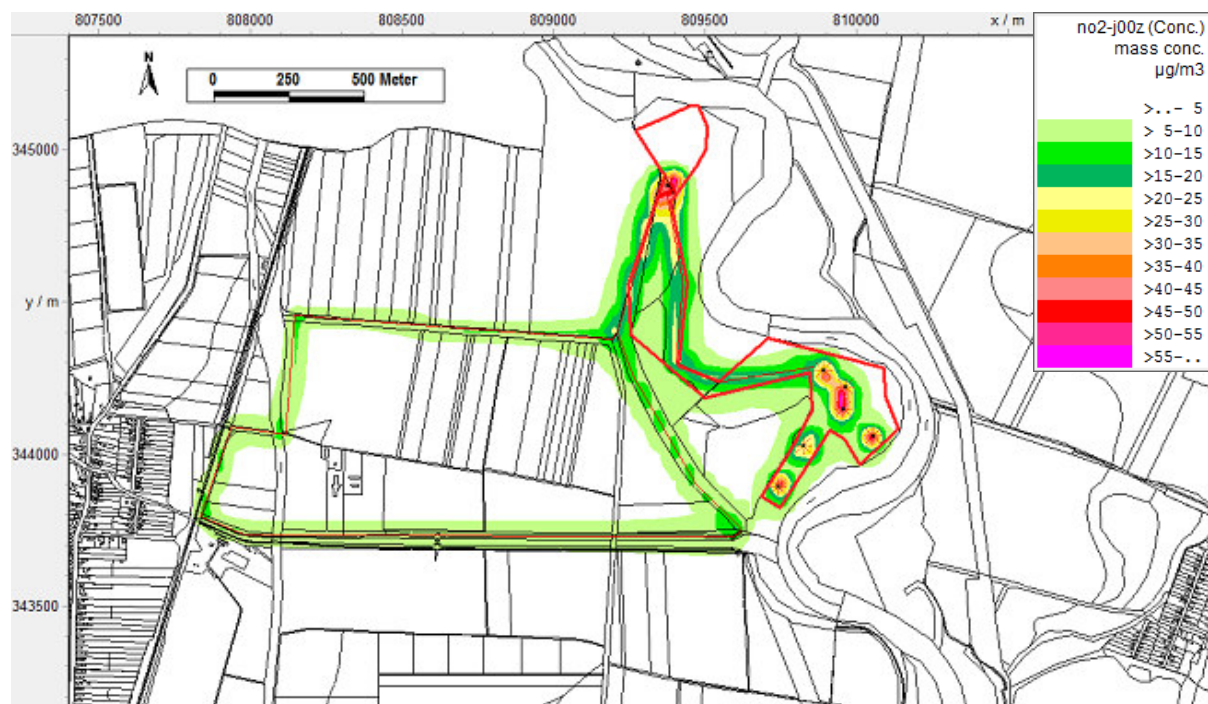 807500 808000 808500 809000 809500 810000 x / m
no2-j00z (Conc.)
mass conc.
µg/m3
N
0 250 500 Meter
>..- 5
> 5-10
>10-15
>15-20
>20-25
>25-30
>30-35
>35-40
>40-45
>45-50
>50-55
>55-..
345000
y / m
344000
343500